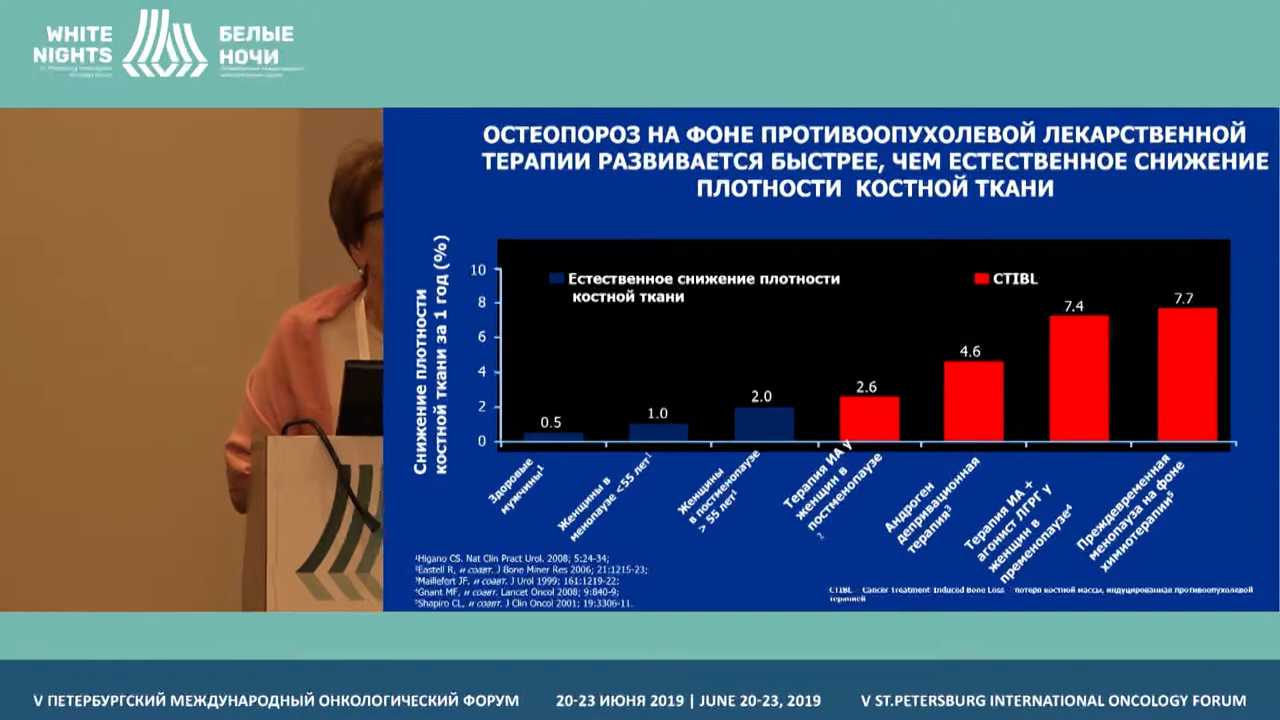 WHITE
NIGHTS
БЕЛЫЕ
НОЧИ
ОСТЕОПОРОЗ НА ФОНЕ ПРОТИВООПУХОЛЕВОЙ ЛЕКАРСТВЕННОЙ
ТЕРАПИИ РАЗВИВАЕТСЯ БЫСТРЕЕ, ЧЕМ ЕСТЕСТВЕННОЕ СНИЖЕНИЕ
ПЛОТНОСТИ КОСТНОЙ ТКАНИ
Снижение плотности
костной ткани за 1 год (%)
10
8
6
4
2
0
Естественное снижение плотности
костной ткани
CTIBL
0.5
1.0
2.0
2.6
4.6
7.4
7.7
Здоровые
мужчины¹
Женщины в
менопаузе <55 лет¹
Женщины
в постменопаузе
> 55 лет¹
Терапия ИА у
женщин в
постменопаузе
2
Андроген
депривационная
терапия³
Терапия ИА +
агонист ЛГРГ у
женщин в
пременопаузе⁴
Преждевременная
менопауза на фоне
химиотерапии⁵
¹Higano CS. Nat Clin Pract Urol. 2008; 5:24-34;
²Eastell R, и соавт. J Bone Miner Res 2006; 21:1215-23;
³Maillefert JF, и соавт. J Urol 1999; 161:1219-22;
⁴Gnant MF, и соавт. Lancet Oncol 2008; 9:840-9;
⁵Shapiro CL, и соавт. J Clin Oncol 2001; 19:3306-11.
CTIBL Cancer Treatment Induced Bone Loss потеря костной массы, индуцированная противоопухолевой
терапией
V ПЕТЕРБУРГСКИЙ МЕЖДУНАРОДНЫЙ ОНКОЛОГИЧЕСКИЙ ФОРУМ
20-23 ИЮНЯ 2019 | JUNE 20-23, 2019
V ST.PETERSBURG INTERNATIONAL ONCOLOGY FORUM